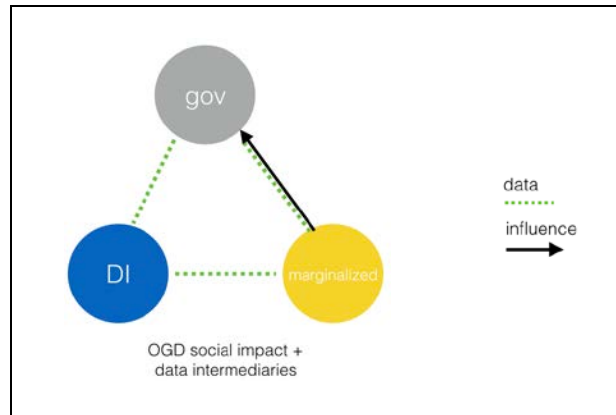 gov
data
influence
DI
marginalized
OGD social impact +
data intermediaries